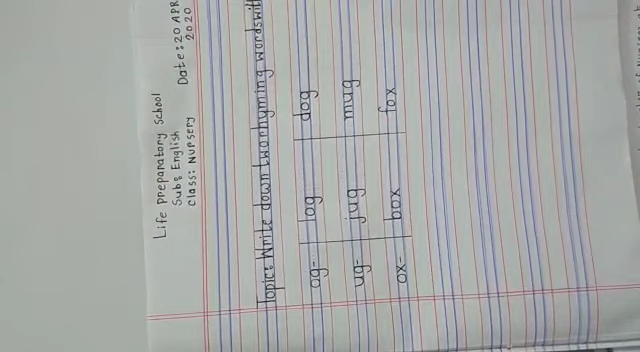 Life preparatory School
Sub: English
Class: Nursery
Date: 20 APR
2020
Topic: Write down two rhyming words with
og- log dog
ug- jug mug
ox- box fox